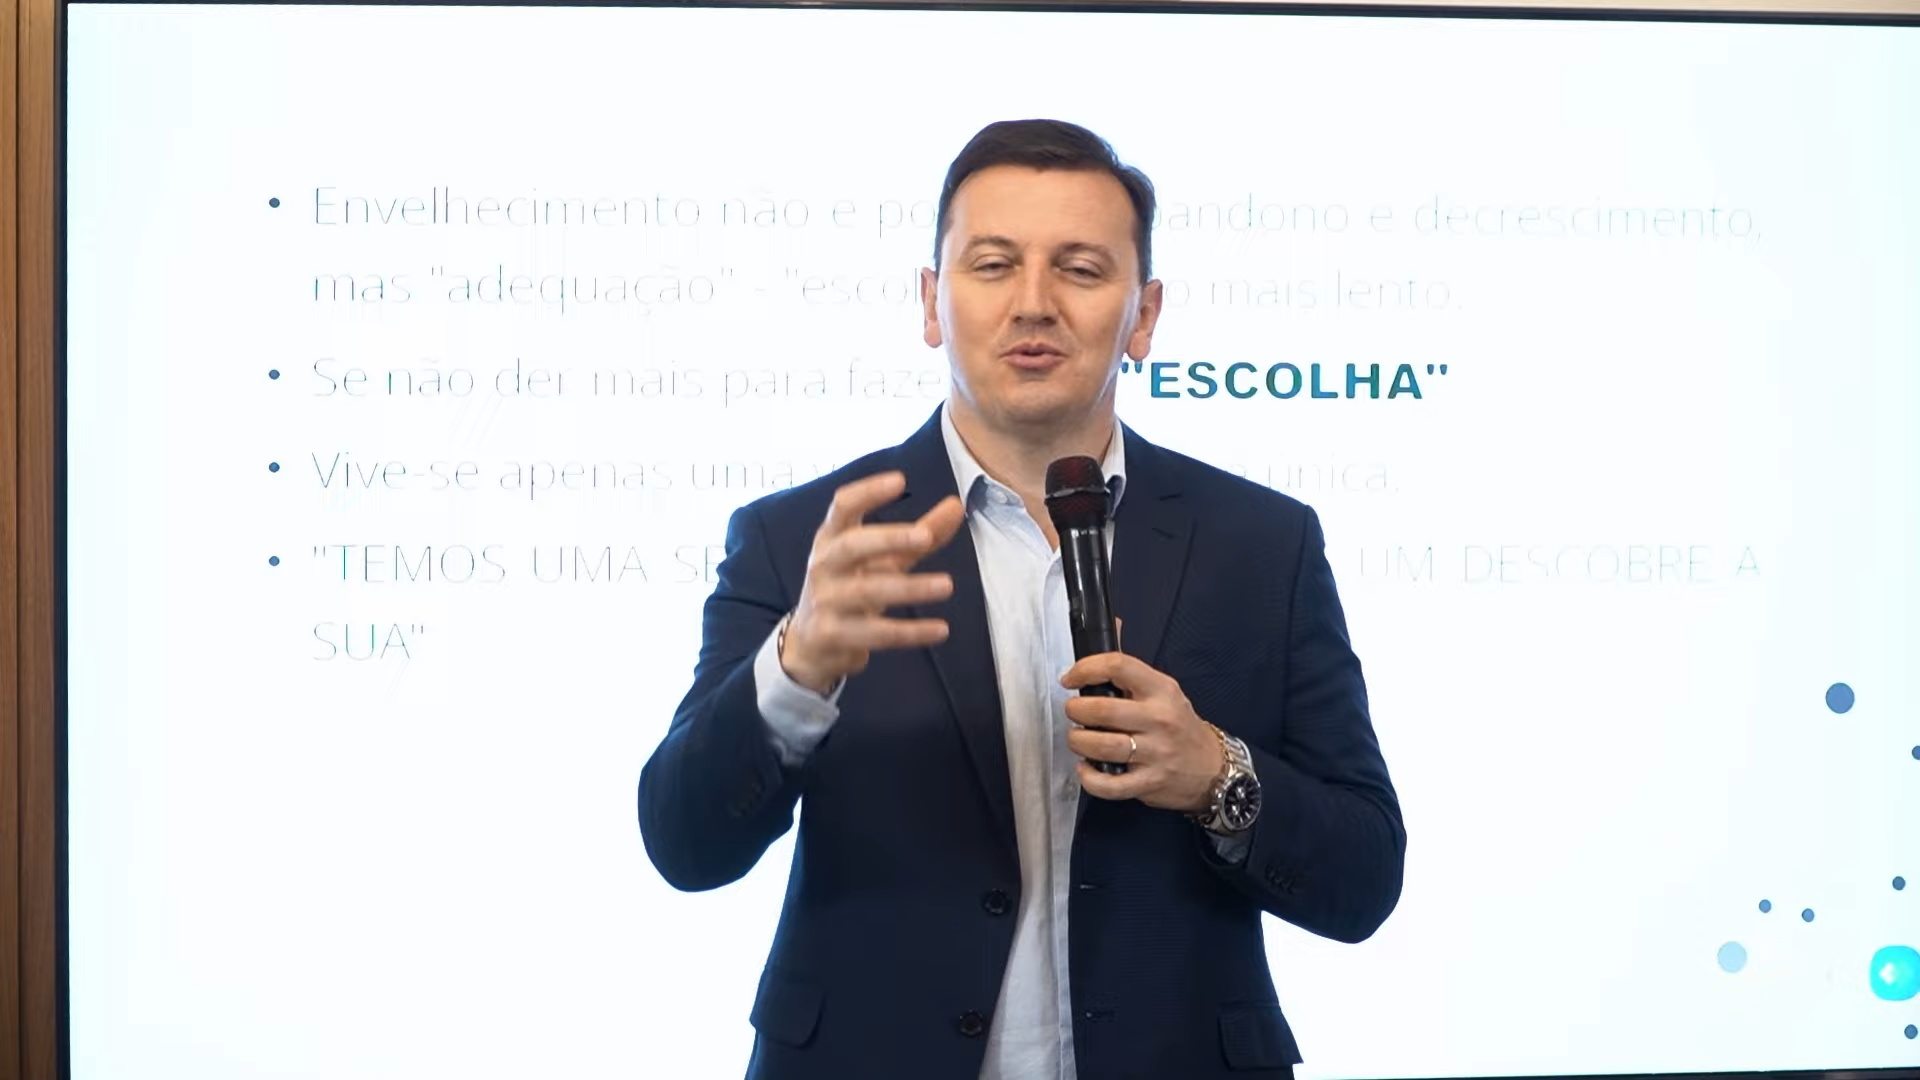 • Envelhecimento não e po andono e decrescimento,
mas "adequação" - "escol o mais lento.
• Se não der mais para faze "ESCOLHA"
• Vive-se apenas uma v única.
• "TEMOS UMA SE UM DESCOBRE A
SUA"